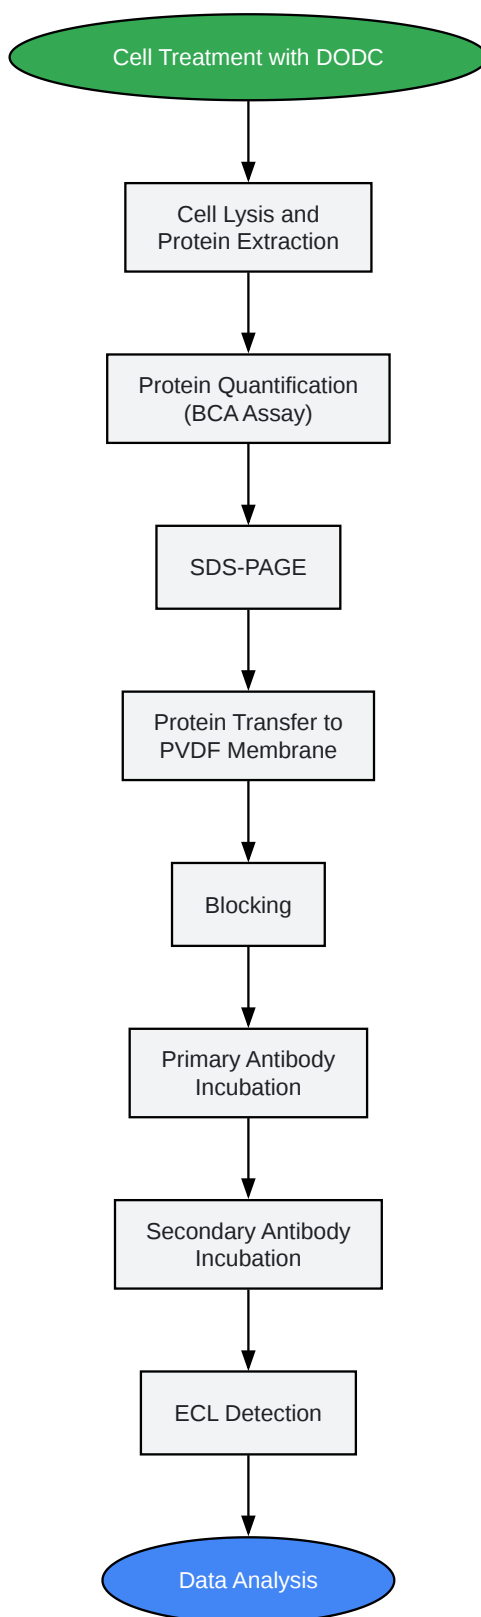 Cell Treatment with DODC
Cell Lysis and
Protein Extraction
Protein Quantification
(BCA Assay)
SDS-PAGE
Protein Transfer to
PVDF Membrane
Blocking
Primary Antibody
Incubation
Secondary Antibody
Incubation
ECL Detection
Data Analysis